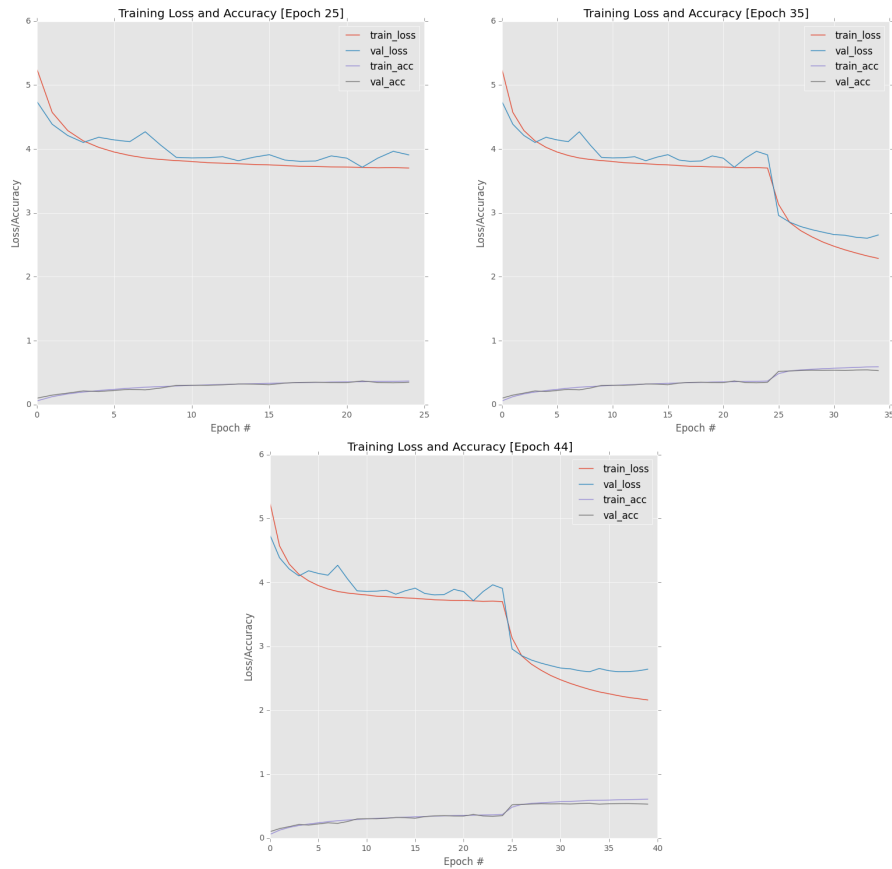 Training Loss and Accuracy [Epoch 25]
6
5
4
3
2
1
0
Loss/Accuracy
train_loss
val_loss
train_acc
val_acc
0 5 10 15 20 25
Epoch #
Training Loss and Accuracy [Epoch 35]
6
5
4
3
2
1
0
Loss/Accuracy
train_loss
val_loss
train_acc
val_acc
0 5 10 15 20 25 30 35
Epoch #
Training Loss and Accuracy [Epoch 44]
6
5
4
3
2
1
0
Loss/Accuracy
train_loss
val_loss
train_acc
val_acc
0 5 10 15 20 25 30 35 40
Epoch #